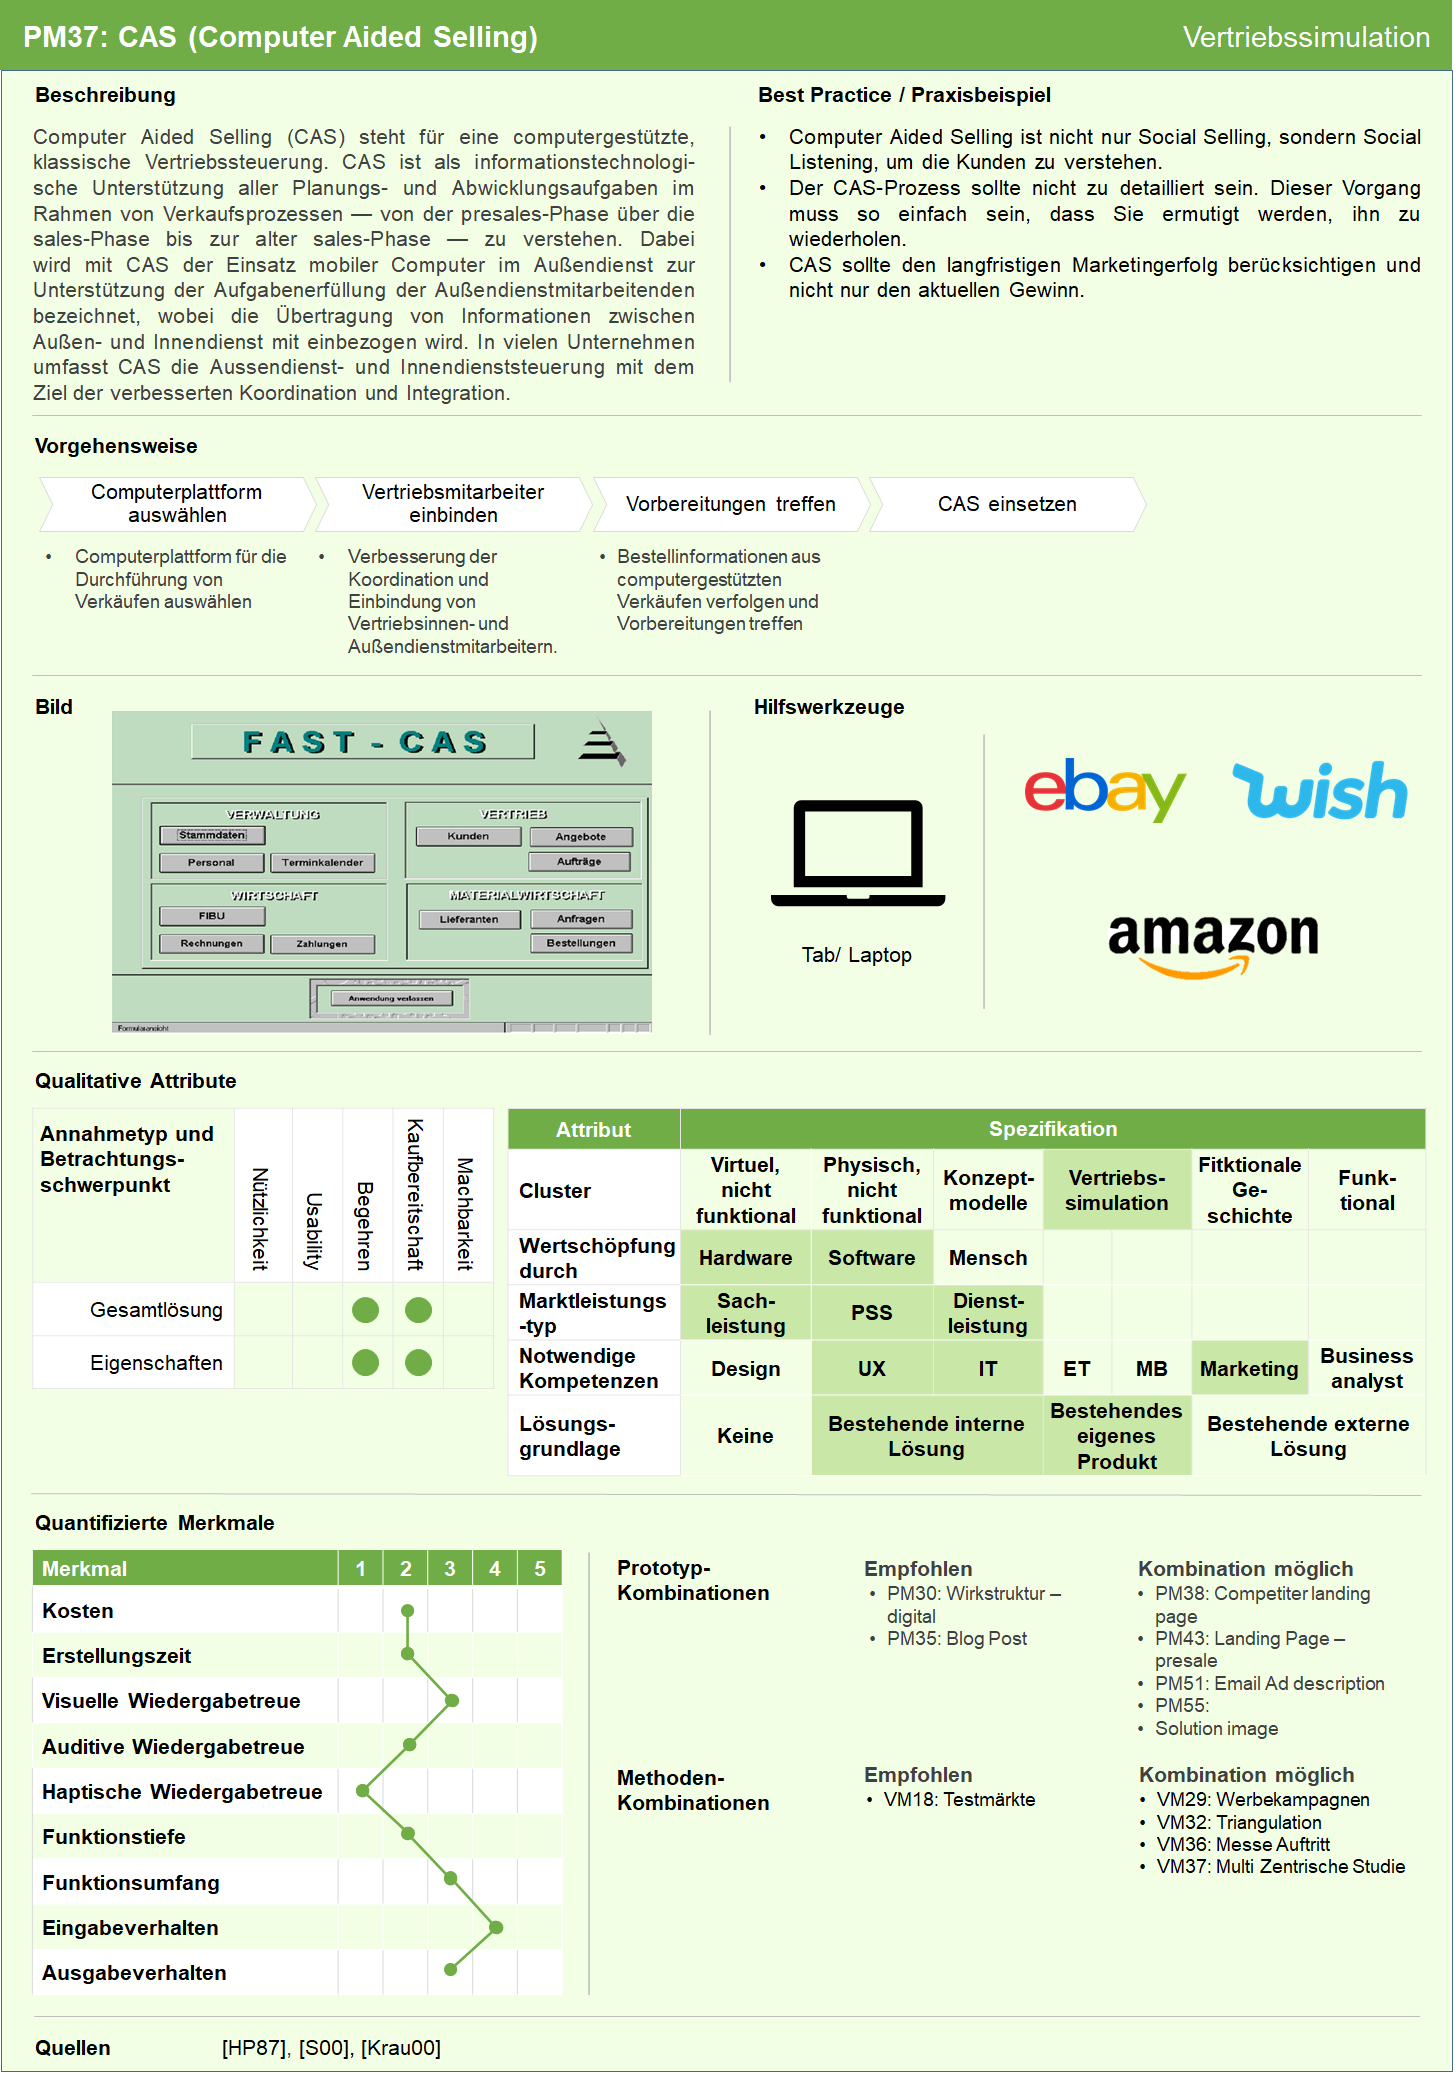 PM37: CAS (Computer Aided Selling)
Vertriebssimulation
Beschreibung
Computer Aided Selling (CAS) steht für eine computergestützte,
klassische Vertriebssteuerung. CAS ist als informationstechnologi-
sche Unterstützung aller Planungs- und Abwicklungsaufgaben im
Rahmen von Verkaufsprozessen — von der presales-Phase über die
sales-Phase bis zur alter sales-Phase — zu verstehen. Dabei
wird mit CAS der Einsatz mobiler Computer im Außendienst zur
Unterstützung der Aufgabenerfüllung der Außendienstmitarbeitenden
bezeichnet, wobei die Übertragung von Informationen zwischen
Außen- und Innendienst mit einbezogen wird. In vielen Unternehmen
umfasst CAS die Aussendienst- und Innendienststeuerung mit dem
Ziel der verbesserten Koordination und Integration.
Best Practice / Praxisbeispiel
• Computer Aided Selling ist nicht nur Social Selling, sondern Social
Listening, um die Kunden zu verstehen.
• Der CAS-Prozess sollte nicht zu detailliert sein. Dieser Vorgang
muss so einfach sein, dass Sie ermutigt werden, ihn zu
wiederholen.
• CAS sollte den langfristigen Marketingerfolg berücksichtigen und
nicht nur den aktuellen Gewinn.
Vorgehensweise
Computerplattform
auswählen
Vertriebsmitarbeiter
einbinden
Vorbereitungen treffen
CAS einsetzen
• Computerplattform für die
Durchführung von
Verkäufen auswählen
• Verbesserung der
Koordination und
Einbindung von
Vertriebsinnen- und
Außendienstmitarbeitern.
• Bestellinformationen aus
computergestützten
Verkäufen verfolgen und
Vorbereitungen treffen
Bild
FAST - CAS
VERWALTUNG
Stammdaten
Personal
Terminkalender
VERTRIEB
Kunden
Angebote
Aufträge
WIRTSCHAFT
FIBU
Rechnungen
Zahlungen
MATERIALWIRTSCHAFT
Lieferanten
Anfragen
Bestellungen
Anwendung verlassen
Formularansicht
Hilfswerkzeuge
Tab/ Laptop
ebay
wish
amazon
Qualitative Attribute
Annahmetyp und
Betrachtungs-
schwerpunkt
Nützlichkeit
Usability
Begehren
Kaufbereitschaft
Machbarkeit
Gesamtlösung
Eigenschaften
Attribut
Spezifikation
Cluster
Virtuel,
nicht
funktional
Physisch,
nicht
funktional
Konzept-
modelle
Vertriebs-
simulation
Fitktionale
Ge-
schichte
Funk-
tional
Wertschöpfung
durch
Hardware
Software
Mensch
Marktleistungs
-typ
Sach-
leistung
PSS
Dienst-
leistung
Notwendige
Kompetenzen
Design
UX
IT
ET
MB
Marketing
Business
analyst
Lösungs-
grundlage
Keine
Bestehende interne
Lösung
Bestehendes
eigenes
Produkt
Bestehende externe
Lösung
Quantifizierte Merkmale
Merkmal 1 2 3 4 5
Kosten
Erstellungszeit
Visuelle Wiedergabetreue
Auditive Wiedergabetreue
Haptische Wiedergabetreue
Funktionstiefe
Funktionsumfang
Eingabeverhalten
Ausgabeverhalten
Prototyp-
Kombinationen
Empfohlen
• PM30: Wirkstruktur –
digital
• PM35: Blog Post
Kombination möglich
• PM38: Competiter landing
page
• PM43: Landing Page –
presale
• PM51: Email Ad description
• PM55:
• Solution image
Methoden-
Kombinationen
Empfohlen
• VM18: Testmärkte
Kombination möglich
• VM29: Werbekampagnen
• VM32: Triangulation
• VM36: Messe Auftritt
• VM37: Multi Zentrische Studie
Quellen
[HP87], [S00], [Krau00]